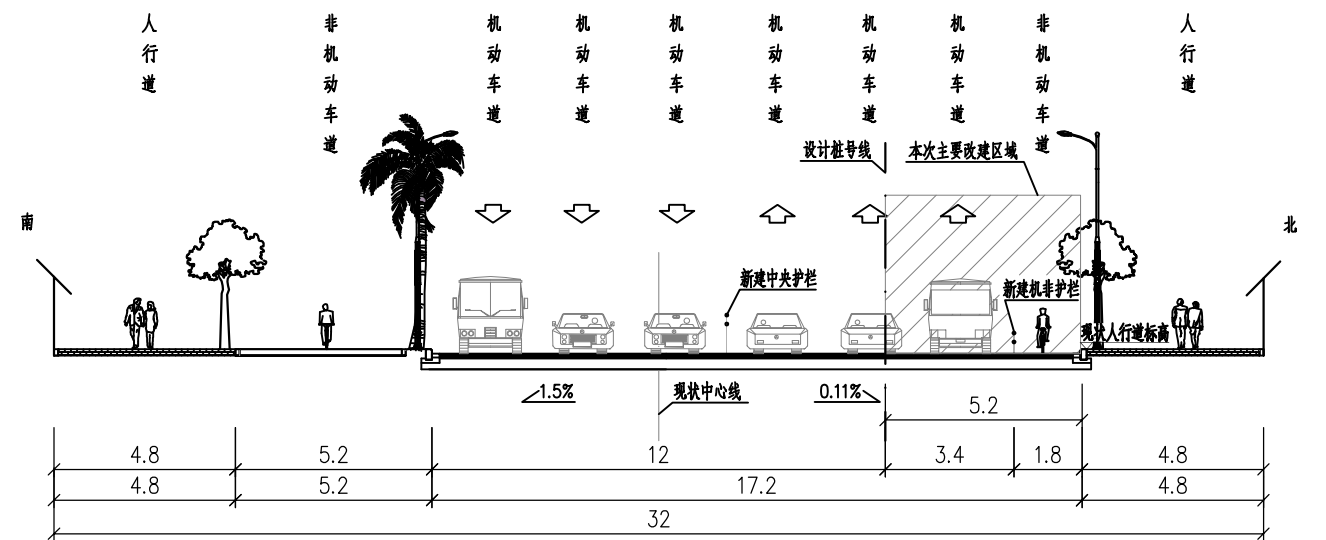 人行道
非机动车道
机动车道
机动车道
机动车道
机动车道
机动车道
机动车道
非机动车道
人行道
设计桩号线
本次主要改建区域
南
北
新建中央护栏
新建机非护栏
现状人行道标高
1.5%
现状中心线
0.11%
5.2
4.8
5.2
12
3.4
1.8
4.8
4.8
5.2
17.2
4.8
32